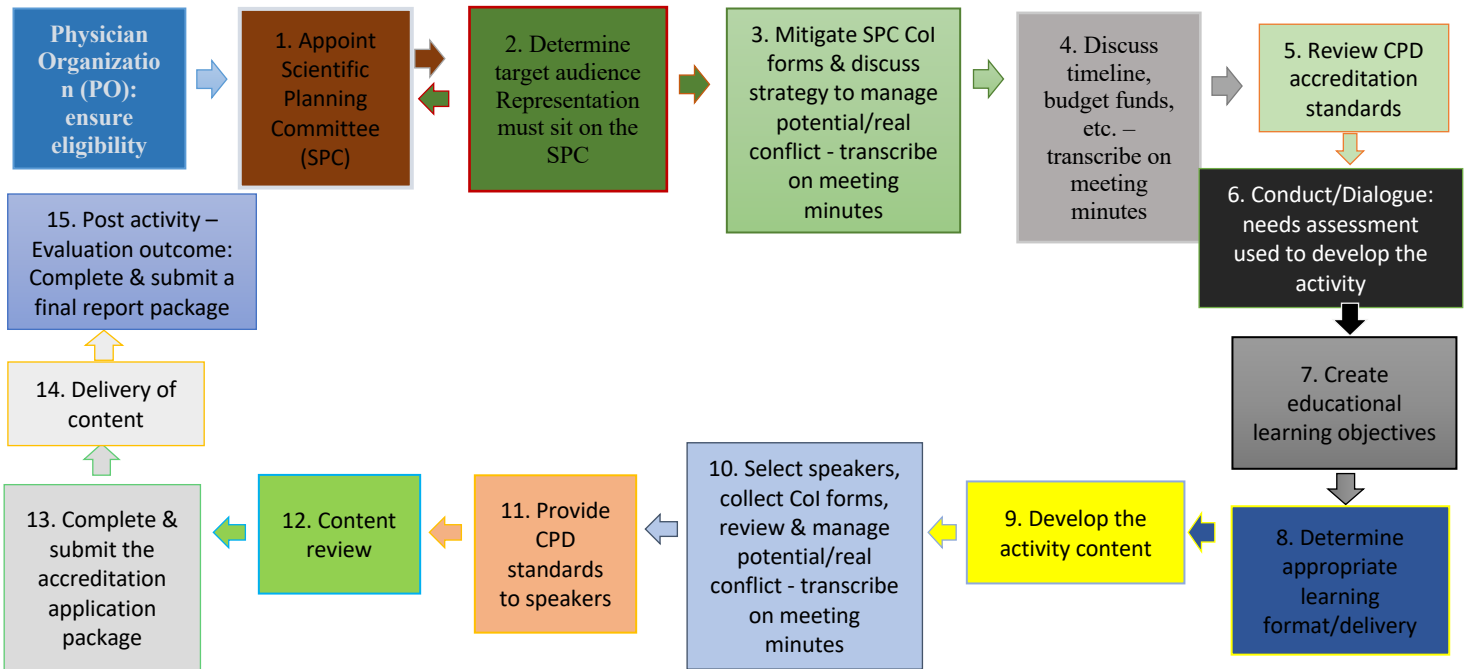 Physician
Organizatio
n (PO):
ensure
eligibility
1. Appoint
Scientific
Planning
Committee
(SPC)
2. Determine
target audience
Representation
must sit on the
SPC
3. Mitigate SPC CoI
forms & discuss
strategy to manage
potential/real
conflict - transcribe
on meeting
minutes
4. Discuss
timeline,
budget funds,
etc. –
transcribe on
meeting
minutes
5. Review CPD
accreditation
standards
6. Conduct/Dialogue:
needs assessment
used to develop the
activity
7. Create
educational
learning objectives
8. Determine
appropriate
learning
format/delivery
9. Develop the
activity content
10. Select speakers,
collect CoI forms,
review & manage
potential/real
conflict - transcribe
on meeting
minutes
11. Provide
CPD
standards
to speakers
12. Content
review
13. Complete &
submit the
accreditation
application
package
14. Delivery of
content
15. Post activity –
Evaluation outcome:
Complete & submit a
final report package